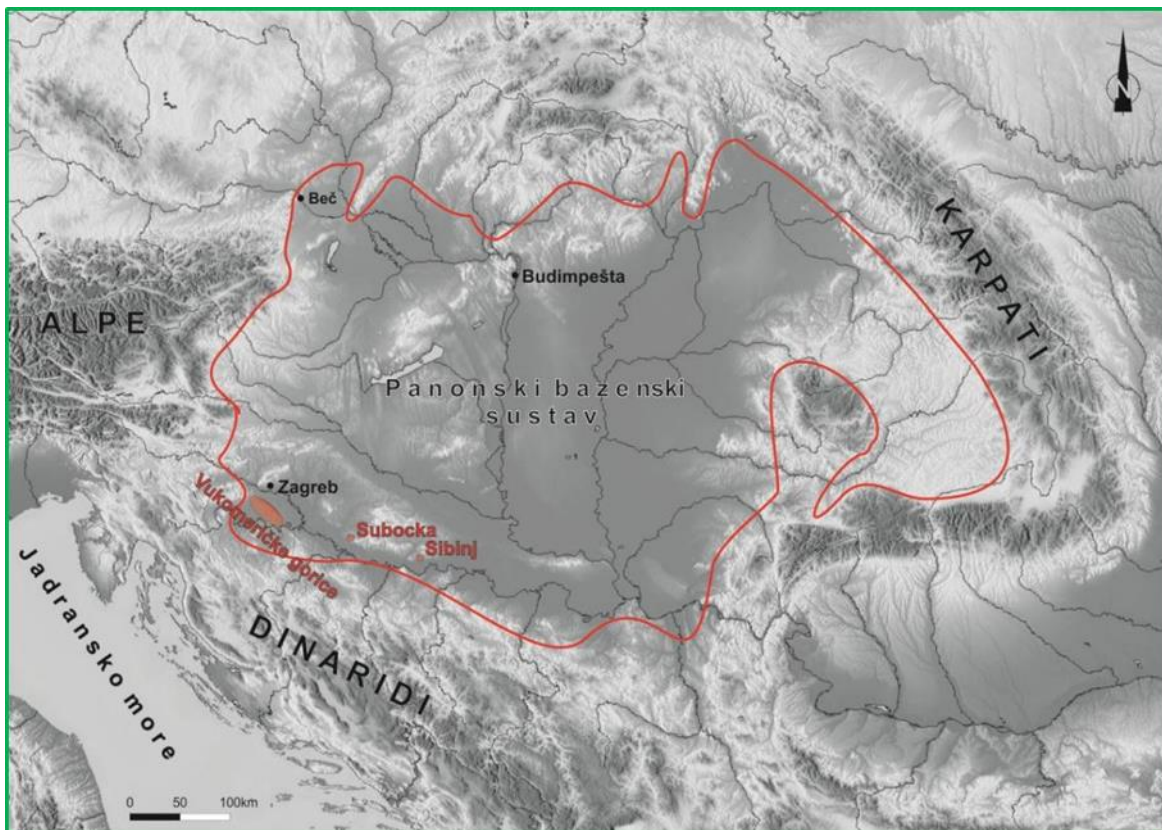 N
KARPATI
Beč
Budimpešta
ALPE
Panonski bazenski
sustav
Zagreb
Vukomeričke gorice
Subocka
Sibinj
Jadransko more
DINARIDI
0 50 100km